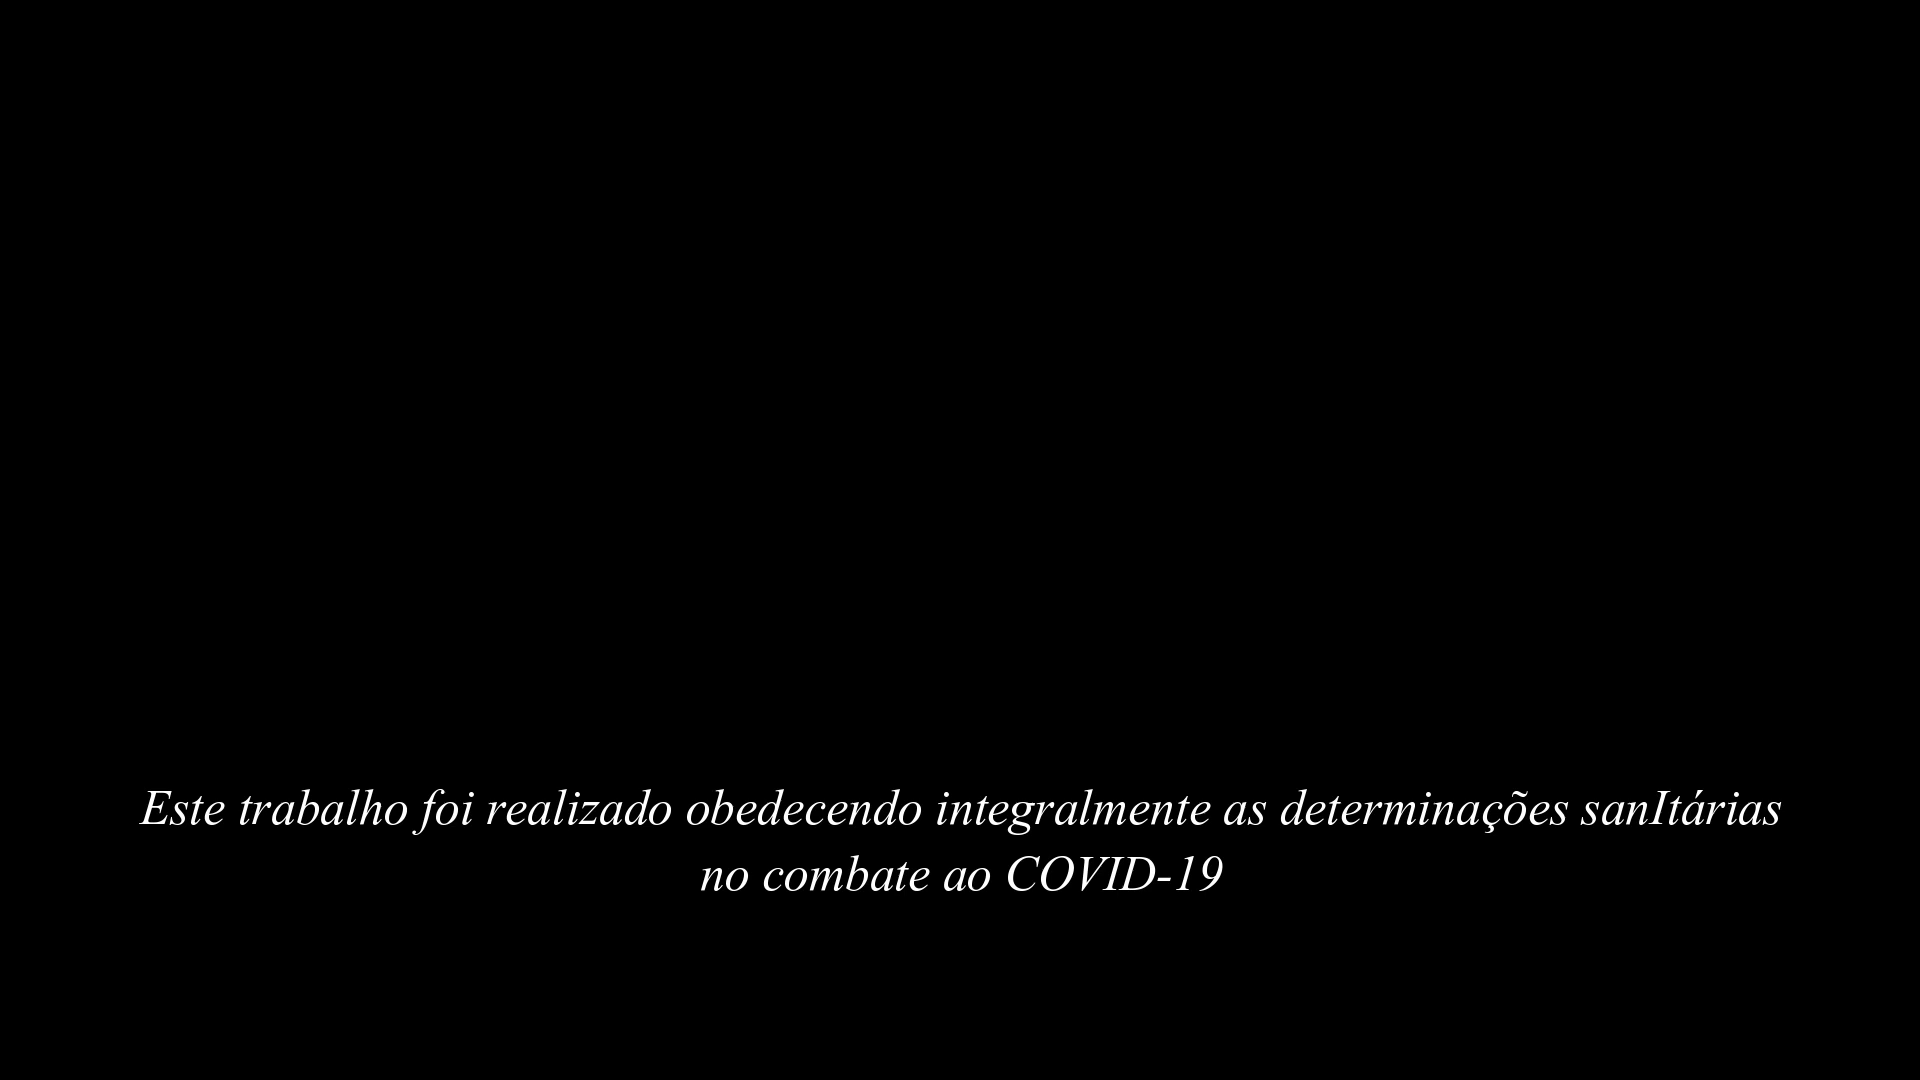 Este trabalho foi realizado obedecendo integralmente as determinações sanItárias
no combate ao COVID-19